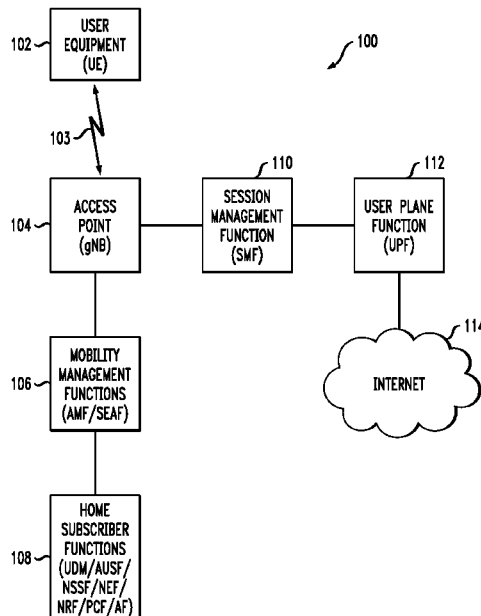 102
USER
EQUIPMENT
(UE)
100
103
104
ACCESS
POINT
(gNB)
110
SESSION
MANAGEMENT
FUNCTION
(SMF)
112
USER PLANE
FUNCTION
(UPF)
114
INTERNET
106
MOBILITY
MANAGEMENT
FUNCTIONS
(AMF/SEAF)
108
HOME
SUBSCRIBER
FUNCTIONS
(UDM/AUSF/
NSSF/NEF/
NRF/PCF/AF)